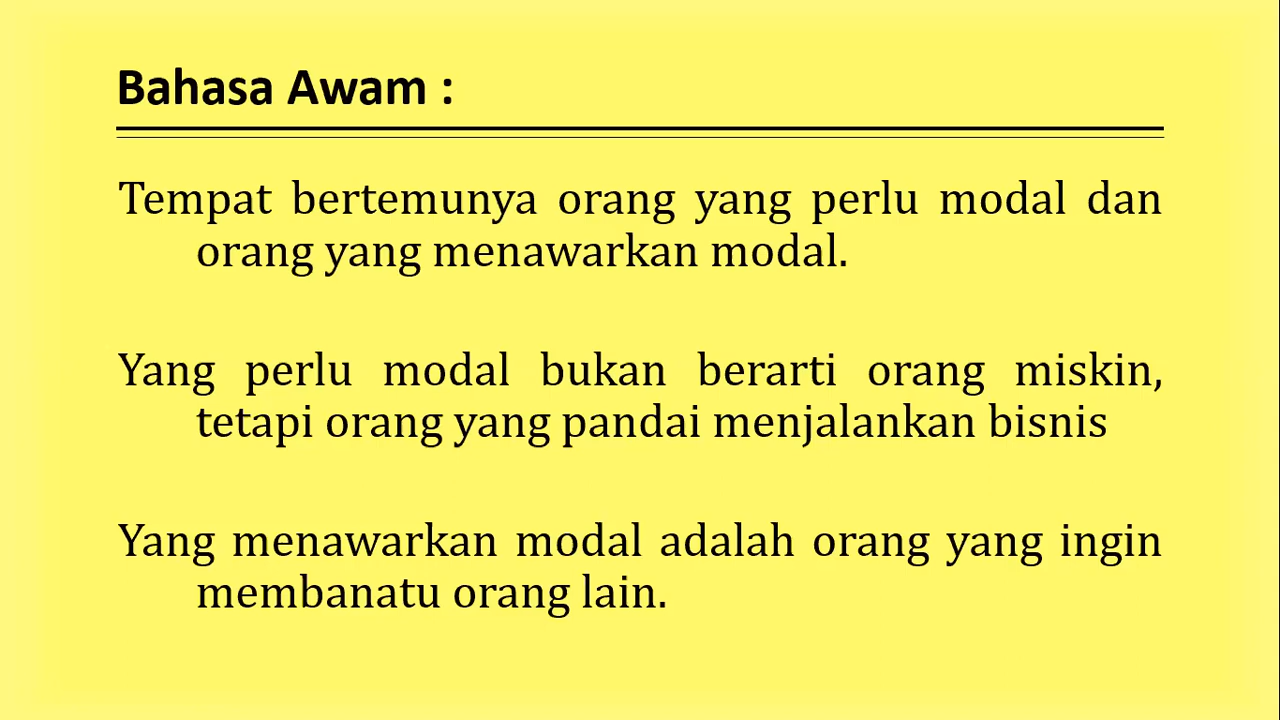 Bahasa Awam :
Tempat bertemunya orang yang perlu modal dan
orang yang menawarkan modal.
Yang perlu modal bukan berarti orang miskin,
tetapi orang yang pandai menjalankan bisnis
Yang menawarkan modal adalah orang yang ingin
membanatu orang lain.